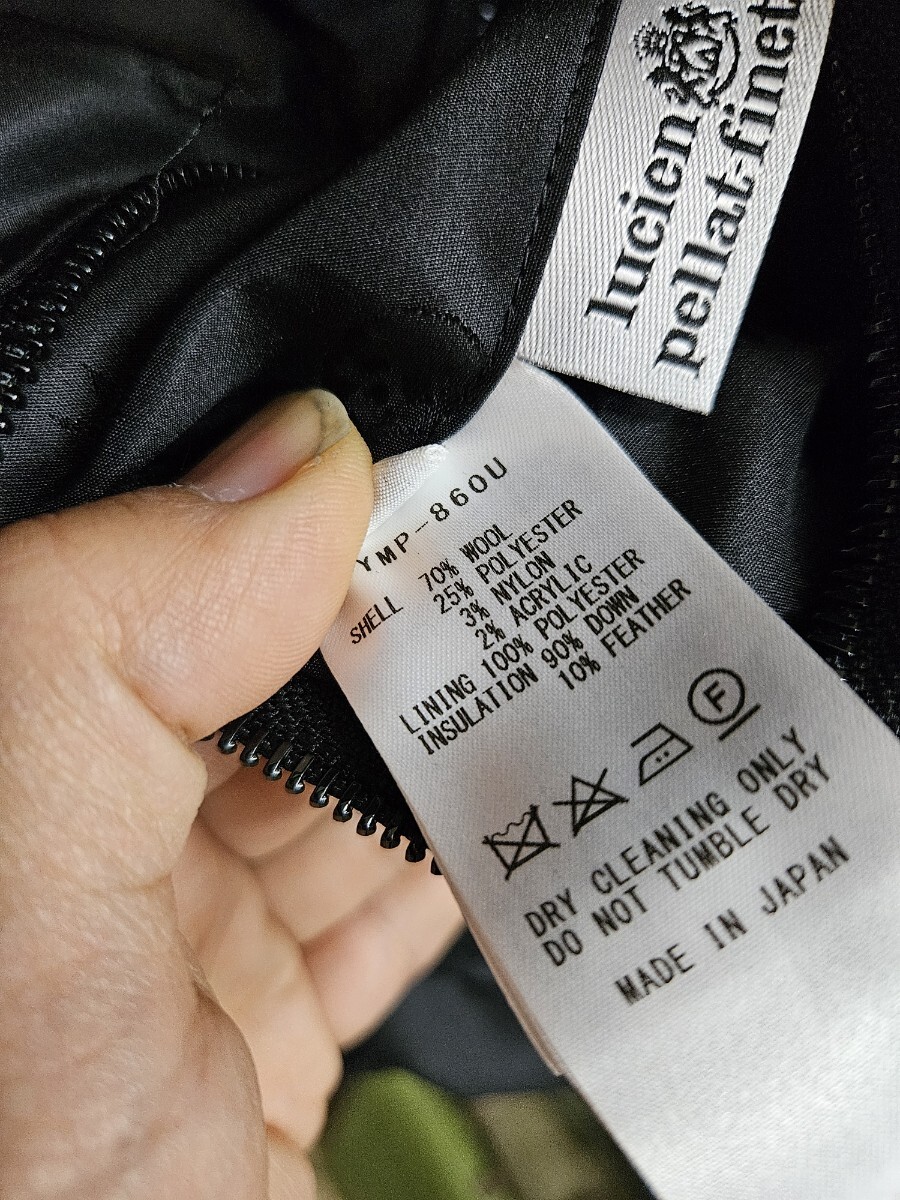 lucien
pellat-finet
YMP-860U
SHELL 70% WOOL
25% POLYESTER
3% NYLON
2% ACRYLIC
LINING 100% POLYESTER
INSULATION 90% DOWN
10% FEATHER
F
DRY CLEANING ONLY
DO NOT TUMBLE DRY
MADE IN JAPAN